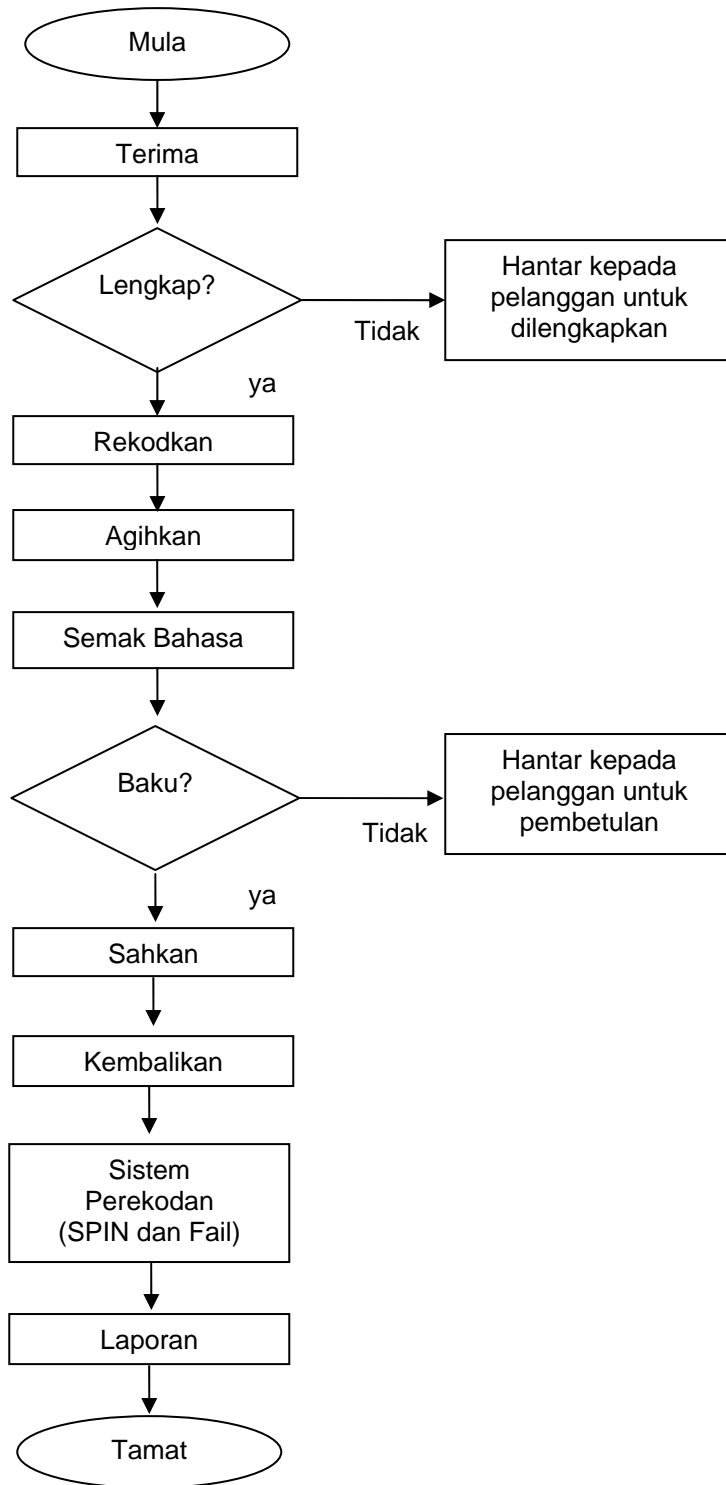 Mula
Terima
Lengkap?
Hantar kepada
pelanggan untuk
dilengkapkan
Tidak
ya
Rekodkan
Agihkan
Semak Bahasa
Baku?
Hantar kepada
pelanggan untuk
pembetulan
Tidak
ya
Sahkan
Kembalikan
Sistem
Perekodan
(SPIN dan Fail)
Laporan
Tamat